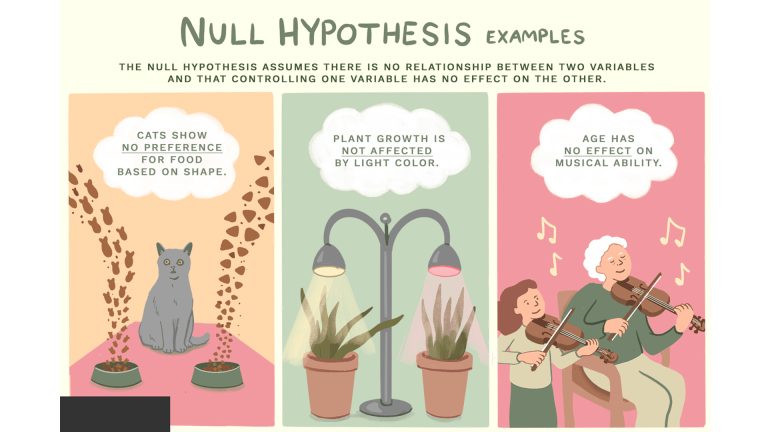 NULL HYPOTHESIS EXAMPLES
THE NULL HYPOTHESIS ASSUMES THERE IS NO RELATIONSHIP BETWEEN TWO VARIABLES
AND THAT CONTROLLING ONE VARIABLE HAS NO EFFECT ON THE OTHER.
CATS SHOW
NO PREFERENCE
FOR FOOD
BASED ON SHAPE.
PLANT GROWTH IS
NOT AFFECTED
BY LIGHT COLOR.
AGE HAS
NO EFFECT ON
MUSICAL ABILITY.